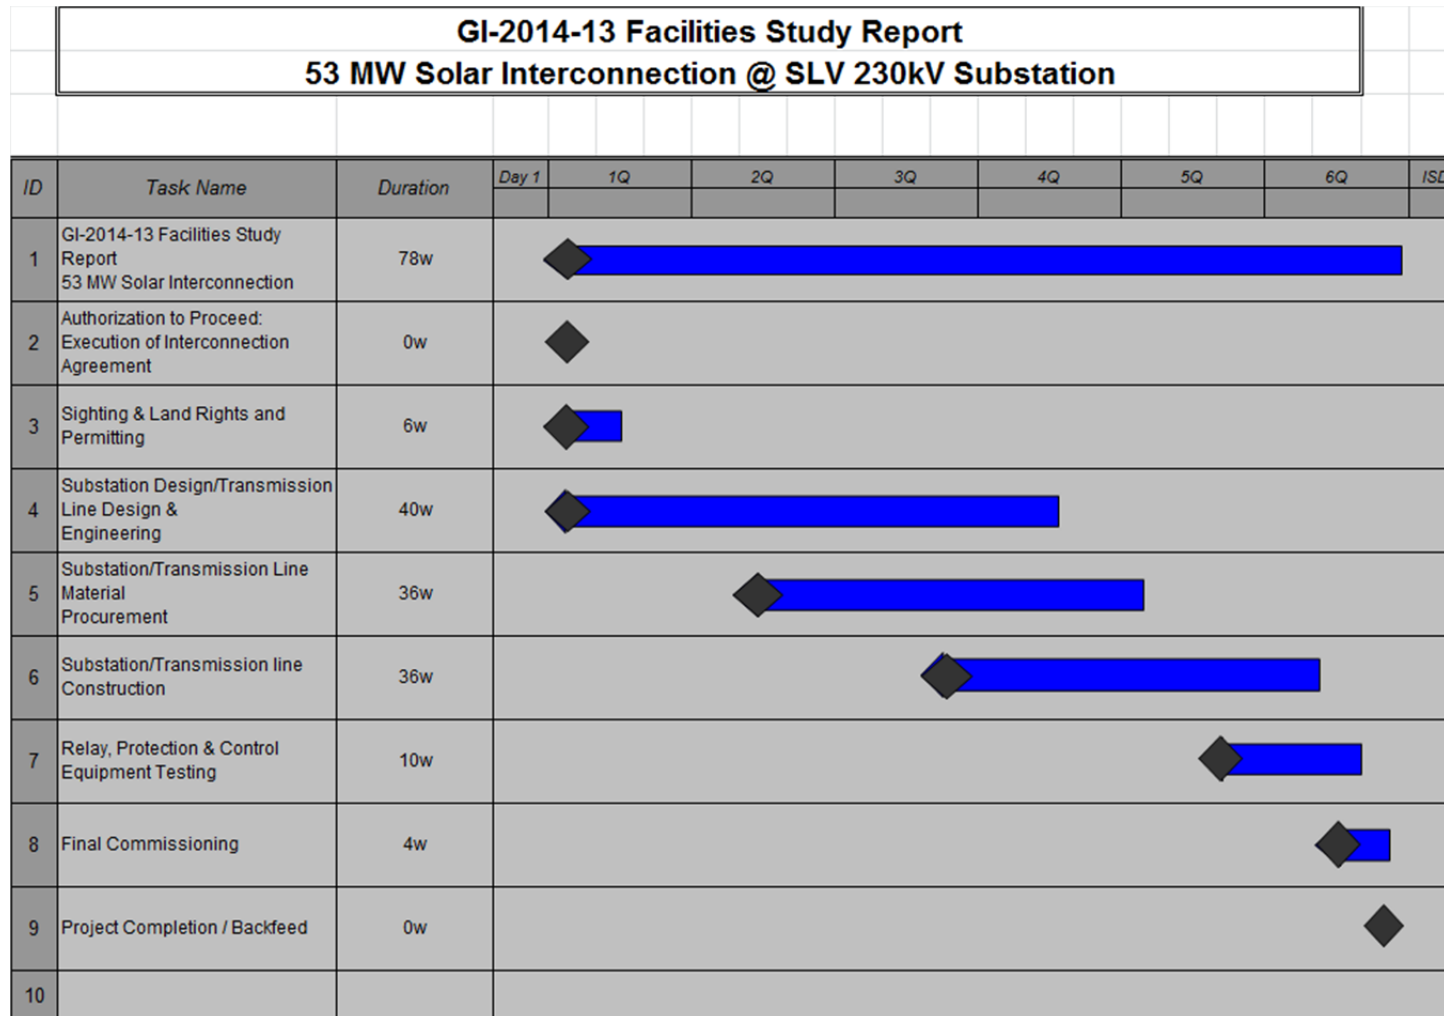 GI-2014-13 Facilities Study Report
53 MW Solar Interconnection @ SLV 230kV Substation
ID Task Name Duration Day 1 1Q 2Q 3Q 4Q 5Q 6Q ISD
1 GI-2014-13 Facilities Study
Report
53 MW Solar Interconnection 78w
2 Authorization to Proceed:
Execution of Interconnection
Agreement 0w
3 Sighting & Land Rights and
Permitting 6w
4 Substation Design/Transmission
Line Design &
Engineering 40w
5 Substation/Transmission Line
Material
Procurement 36w
6 Substation/Transmission line
Construction 36w
7 Relay, Protection & Control
Equipment Testing 10w
8 Final Commissioning 4w
9 Project Completion / Backfeed 0w
10